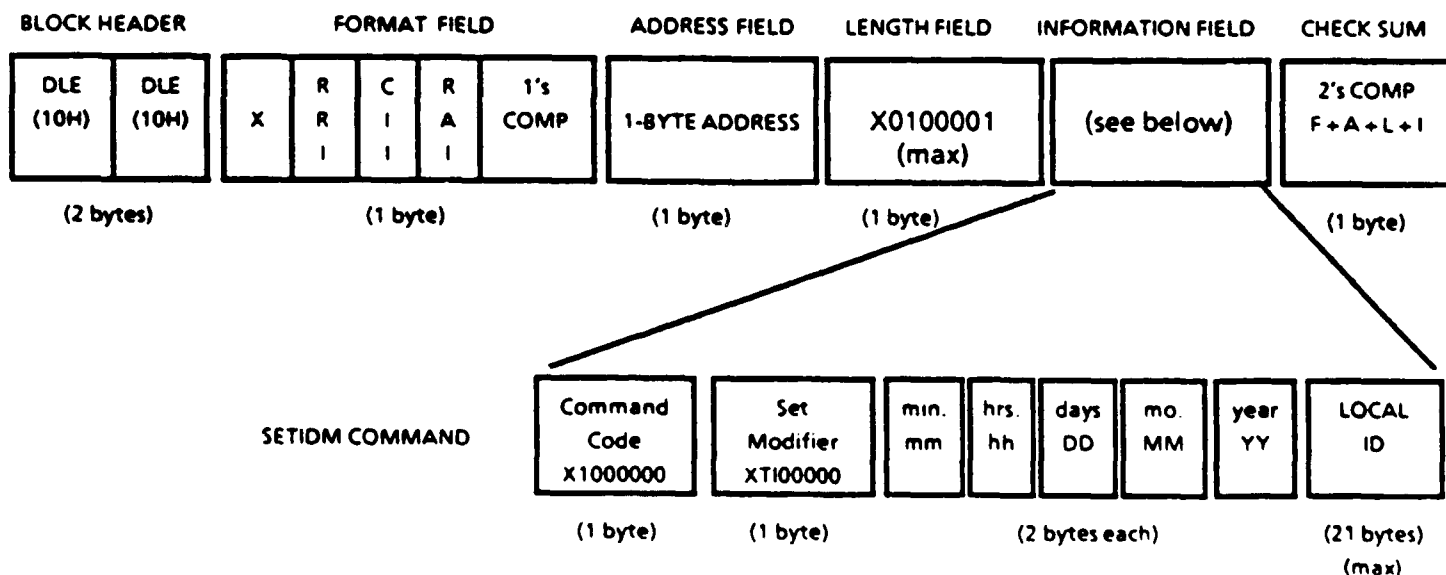 BLOCK HEADER FORMAT FIELD ADDRESS FIELD LENGTH FIELD INFORMATION FIELD CHECK SUM
DLE
(10H)
DLE
(10H)
X
R
R
I
C
I
I
R
A
I
1's
COMP
1-BYTE ADDRESS
X0100001
(max)
(see below)
2's COMP
F + A + L + I
(2 bytes) (1 byte) (1 byte) (1 byte) (1 byte)
SETIDM COMMAND
Command
Code
X1000000
Set
Modifier
XTI00000
min.
mm
hrs.
hh
days
DD
mo.
MM
year
YY
LOCAL
ID
(1 byte) (1 byte) (2 bytes each) (21 bytes)
(max)